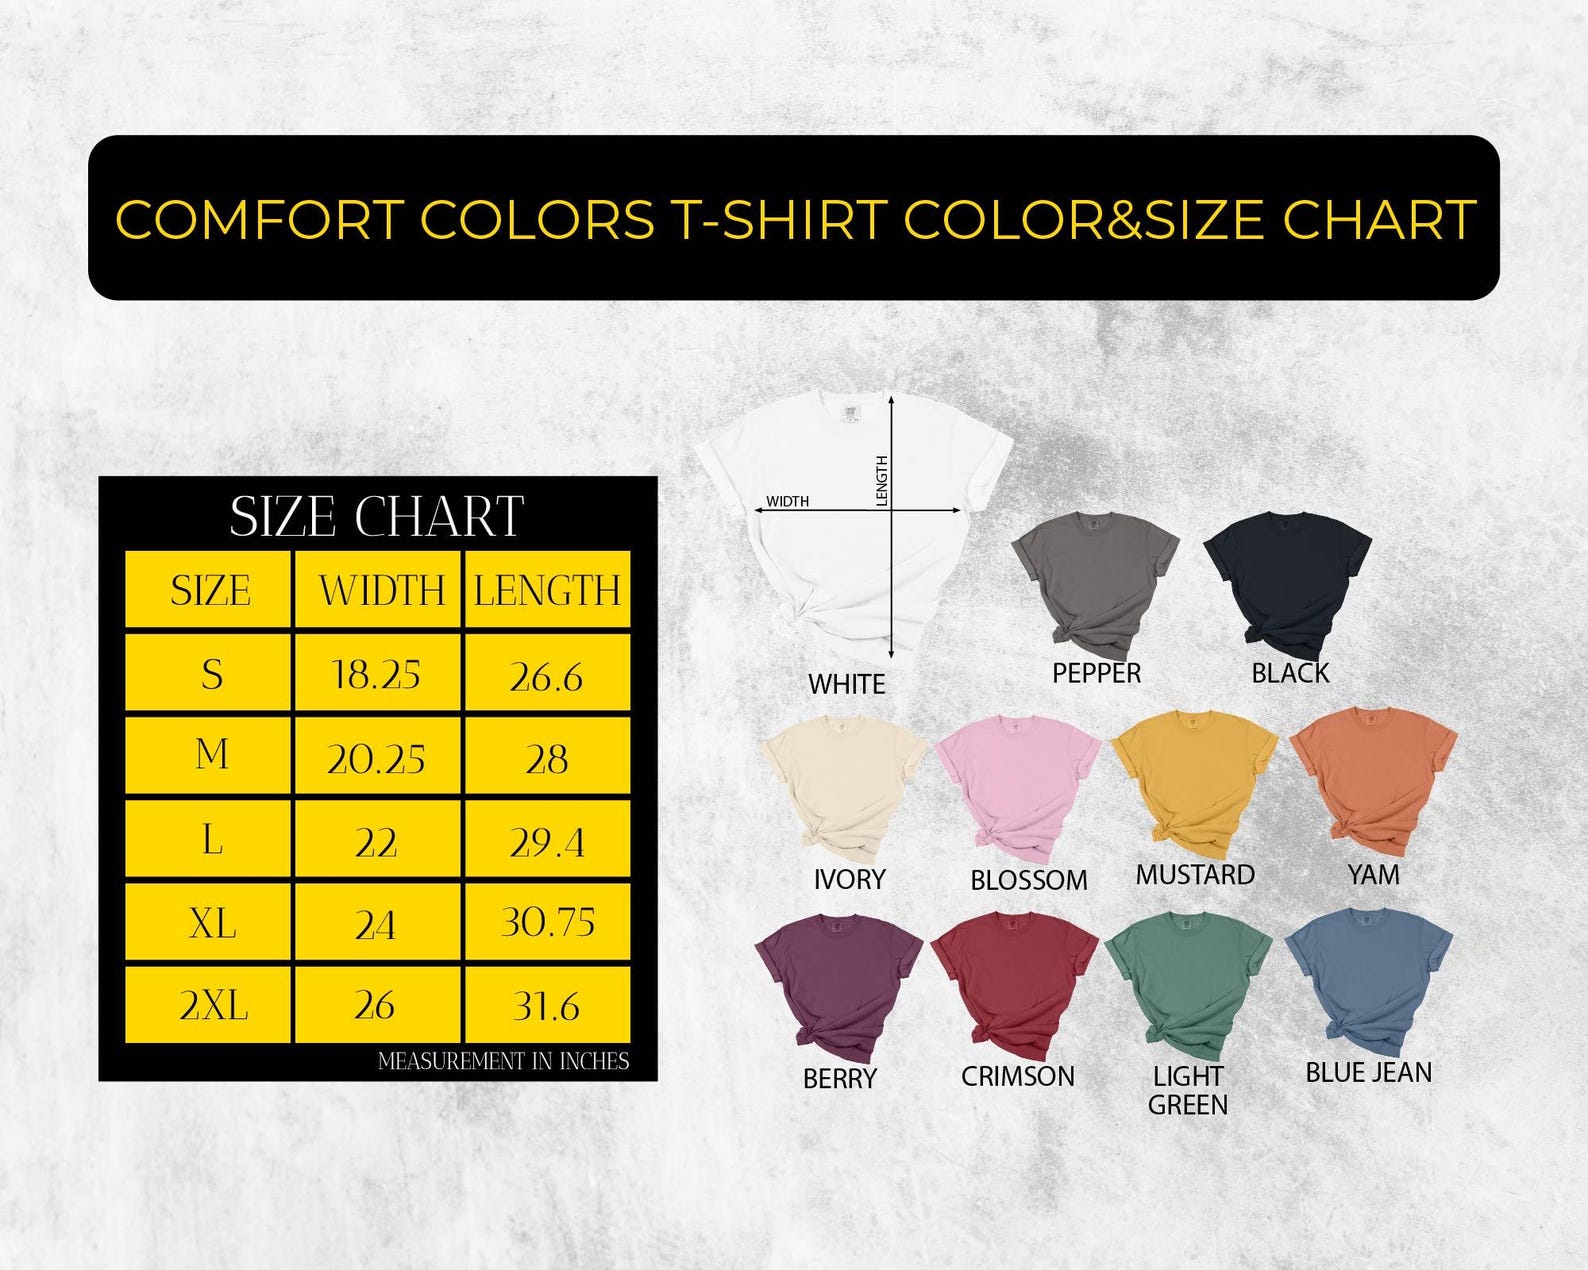 COMFORT COLORS T-SHIRT COLOR&SIZE CHART
SIZE CHART
SIZE WIDTH LENGTH
S 18.25 26.6
M 20.25 28
L 22 29.4
XL 24 30.75
2XL 26 31.6
MEASUREMENT IN INCHES
WIDTH
LENGTH
WHITE
PEPPER
BLACK
IVORY
BLOSSOM
MUSTARD
YAM
BERRY
CRIMSON
LIGHT
GREEN
BLUE JEAN